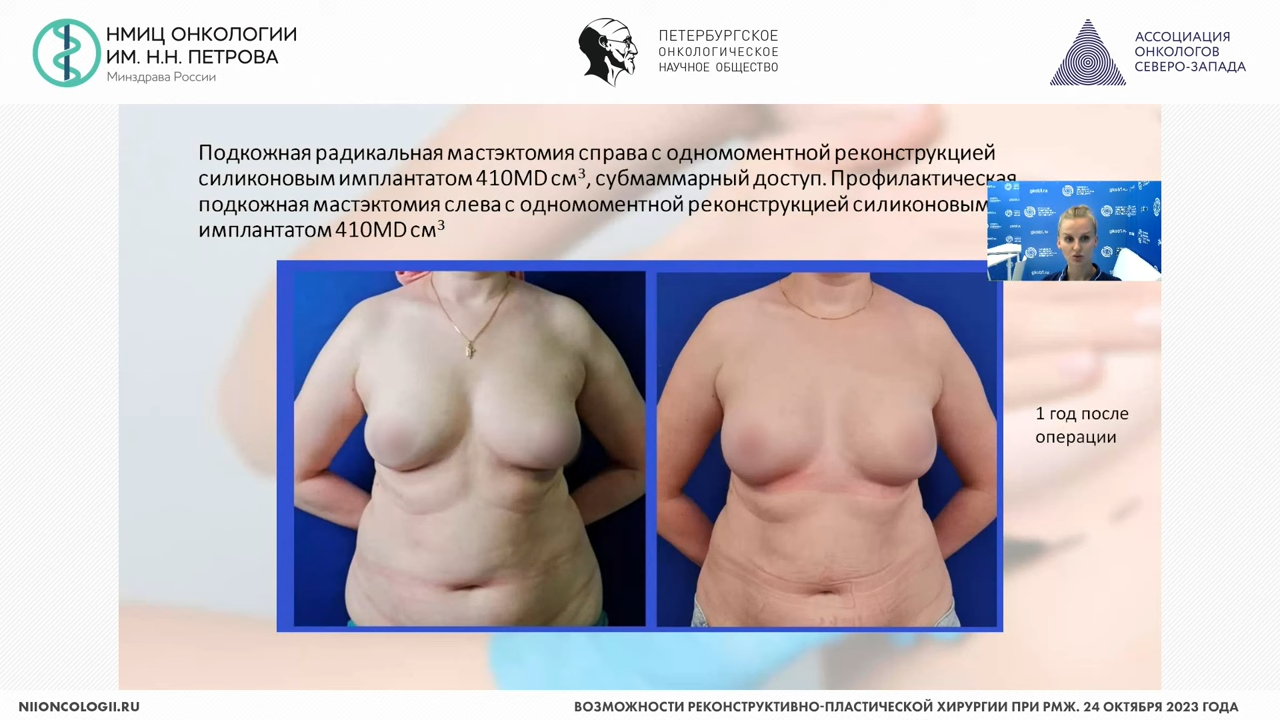 НМИЦ ОНКОЛОГИИ
ИМ. Н.Н. ПЕТРОВА
Минздрава России
ПЕТЕРБУРГСКОЕ
ОНКОЛОГИЧЕСКОЕ
НАУЧНОЕ ОБЩЕСТВО
АССОЦИАЦИЯ
ОНКОЛОГОВ
СЕВЕРО-ЗАПАДА
Подкожная радикальная мастэктомия справа с одномоментной реконструкцией
силиконовым имплантатом 410MD см³, субмаммарный доступ. Профилактическая
подкожная мастэктомия слева с одномоментной реконструкцией силиконовым
имплантатом 410MD см³
1 год после
операции
NIIONCOLOGII.RU
ВОЗМОЖНОСТИ РЕКОНСТРУКТИВНО-ПЛАСТИЧЕСКОЙ ХИРУРГИИ ПРИ РМЖ. 24 ОКТЯБРЯ 2023 ГОДА